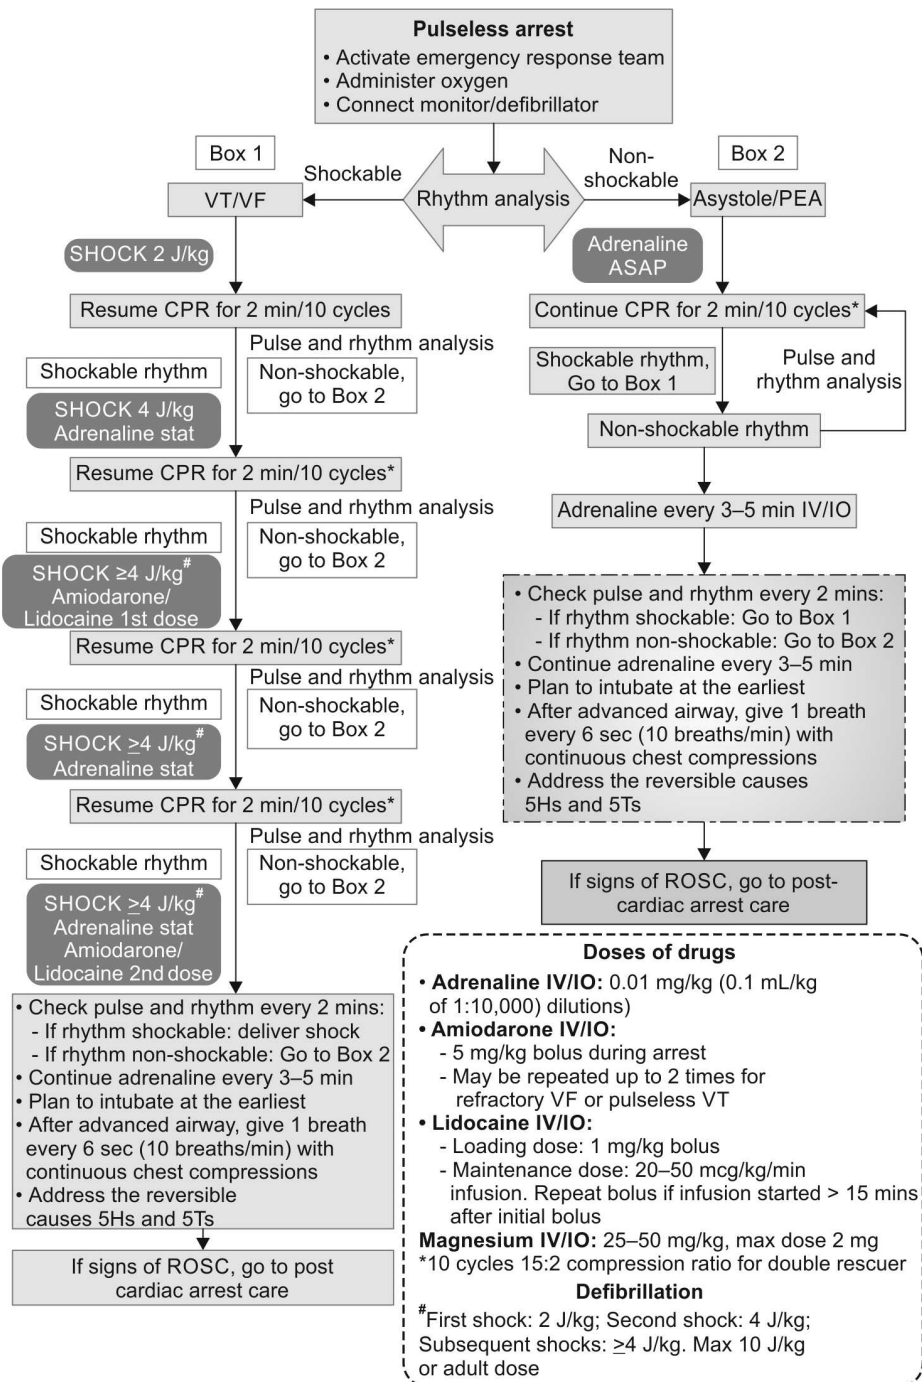 Pulseless arrest
• Activate emergency response team
• Administer oxygen
• Connect monitor/defibrillator
Box 1
Shockable
Rhythm analysis
Non-
shockable
Box 2
VT/VF
Asystole/PEA
SHOCK 2 J/kg
Resume CPR for 2 min/10 cycles
Pulse and rhythm analysis
Shockable rhythm
Non-shockable,
go to Box 2
SHOCK 4 J/kg
Adrenaline stat
Resume CPR for 2 min/10 cycles*
Pulse and rhythm analysis
Shockable rhythm
Non-shockable,
go to Box 2
SHOCK ≥4 J/kg#
Amiodarone/
Lidocaine 1st dose
Resume CPR for 2 min/10 cycles*
Pulse and rhythm analysis
Shockable rhythm
Non-shockable,
go to Box 2
SHOCK ≥4 J/kg#
Adrenaline stat
Resume CPR for 2 min/10 cycles*
Pulse and rhythm analysis
Shockable rhythm
Non-shockable,
go to Box 2
SHOCK ≥4 J/kg#
Adrenaline stat
Amiodarone/
Lidocaine 2nd dose
• Check pulse and rhythm every 2 mins:
- If rhythm shockable: deliver shock
- If rhythm non-shockable: Go to Box 2
• Continue adrenaline every 3–5 min
• Plan to intubate at the earliest
• After advanced airway, give 1 breath
every 6 sec (10 breaths/min) with
continuous chest compressions
• Address the reversible
causes 5Hs and 5Ts
If signs of ROSC, go to post
cardiac arrest care
Adrenaline
ASAP
Continue CPR for 2 min/10 cycles*
Shockable rhythm,
Go to Box 1
Pulse and
rhythm analysis
Non-shockable rhythm
Adrenaline every 3–5 min IV/IO
• Check pulse and rhythm every 2 mins:
- If rhythm shockable: Go to Box 1
- If rhythm non-shockable: Go to Box 2
• Continue adrenaline every 3–5 min
• Plan to intubate at the earliest
• After advanced airway, give 1 breath
every 6 sec (10 breaths/min) with
continuous chest compressions
• Address the reversible causes
5Hs and 5Ts
If signs of ROSC, go to post-
cardiac arrest care
Doses of drugs
• Adrenaline IV/IO: 0.01 mg/kg (0.1 mL/kg
of 1:10,000) dilutions)
• Amiodarone IV/IO:
- 5 mg/kg bolus during arrest
- May be repeated up to 2 times for
refractory VF or pulseless VT
• Lidocaine IV/IO:
- Loading dose: 1 mg/kg bolus
- Maintenance dose: 20–50 mcg/kg/min
infusion. Repeat bolus if infusion started > 15 mins
after initial bolus
Magnesium IV/IO: 25–50 mg/kg, max dose 2 mg
*10 cycles 15:2 compression ratio for double rescuer
Defibrillation
#First shock: 2 J/kg; Second shock: 4 J/kg;
Subsequent shocks: ≥4 J/kg. Max 10 J/kg
or adult dose